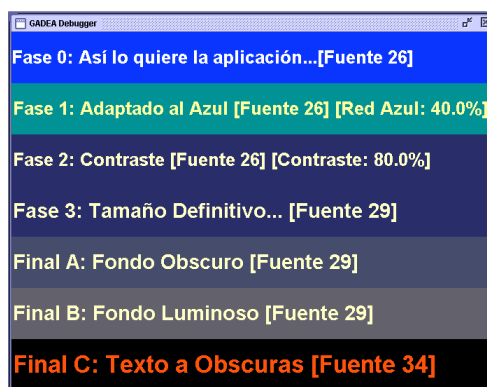 GADEA Debugger
Fase 0: Así lo quiere la aplicación...[Fuente 26]
Fase 1: Adaptado al Azul [Fuente 26] [Red Azul: 40.0%]
Fase 2: Contraste [Fuente 26] [Contraste: 80.0%]
Fase 3: Tamaño Definitivo... [Fuente 29]
Final A: Fondo Obscuro [Fuente 29]
Final B: Fondo Luminoso [Fuente 29]
Final C: Texto a Obscuras [Fuente 34]